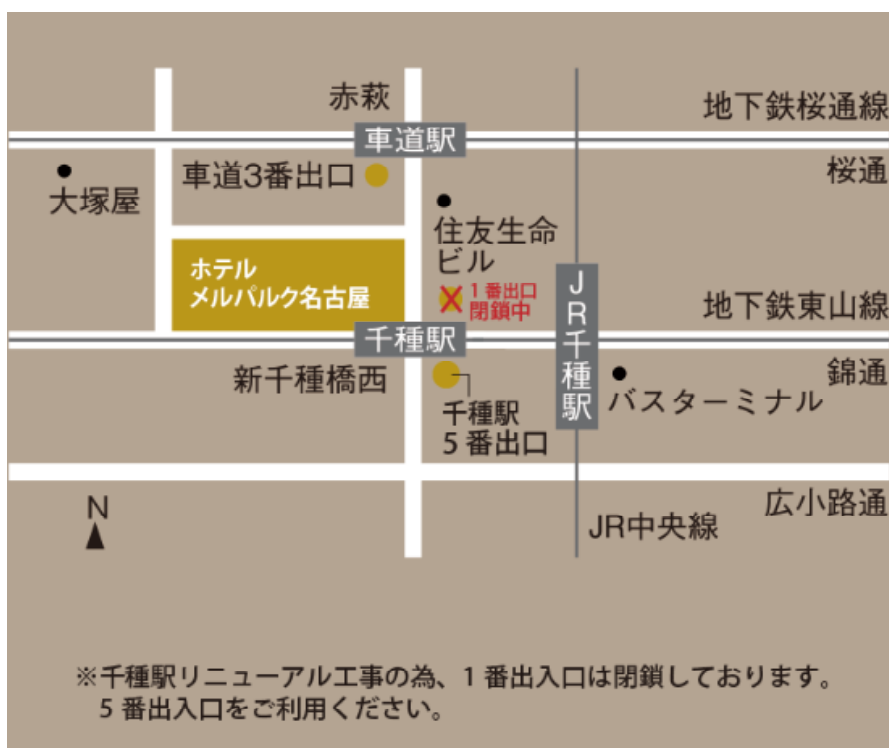 赤萩
地下鉄桜通線
車道駅
桜通
大塚屋
車道3番出口
住友生命
ビル
ホテル
メルパルク名古屋
1番出口
閉鎖中
JR千種駅
地下鉄東山線
千種駅
新千種橋西
錦通
バスターミナル
千種駅
5番出口
広小路通
N
JR中央線
※千種駅リニューアル工事の為、1番出入口は閉鎖しております。
5番出入口をご利用ください。